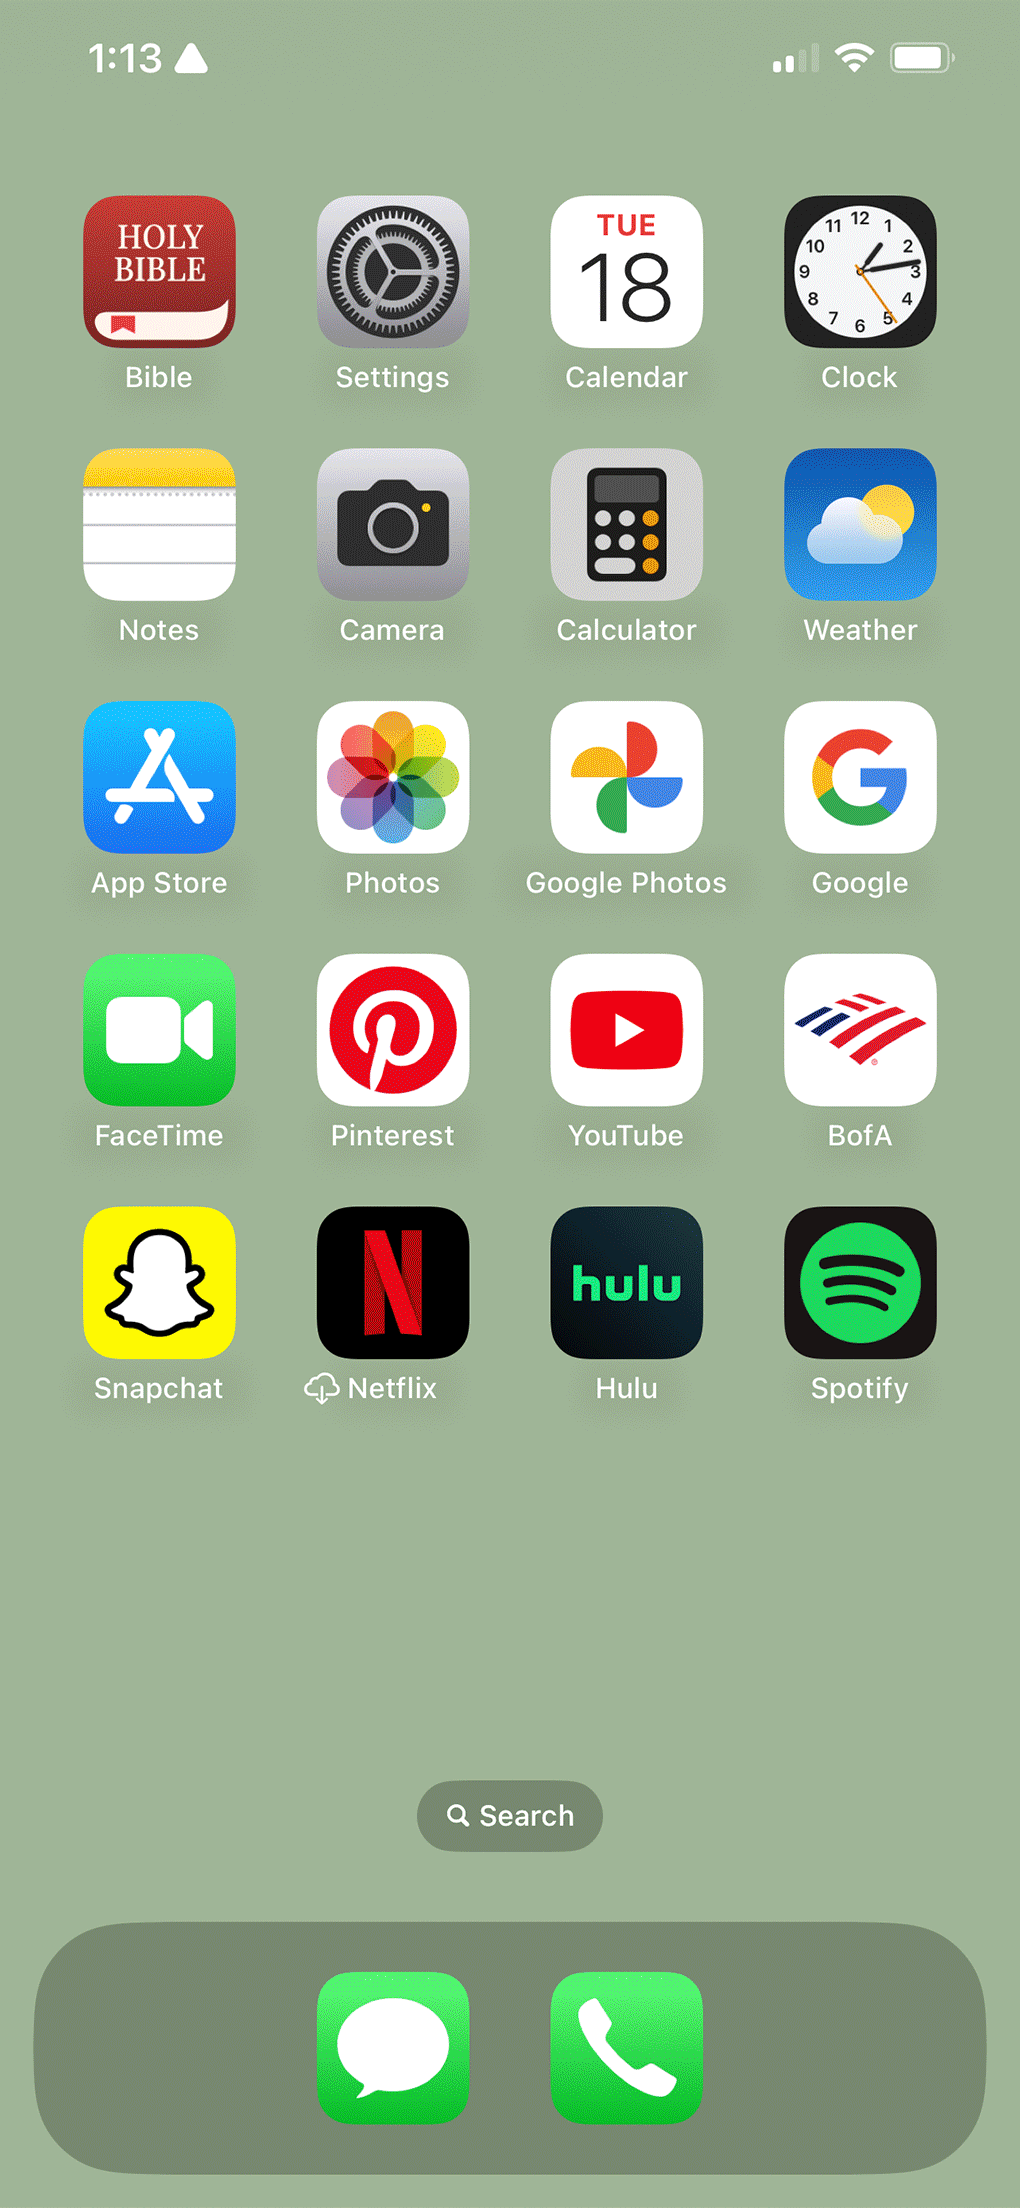 1:13
HOLY
BIBLE
TUE
18
12
11 1
10 2
9 3
8 4
7 5
6
Bible Settings Calendar Clock
Notes Camera Calculator Weather
App Store Photos Google Photos Google
FaceTime Pinterest YouTube BofA
hulu
Snapchat Netflix Hulu Spotify
Search